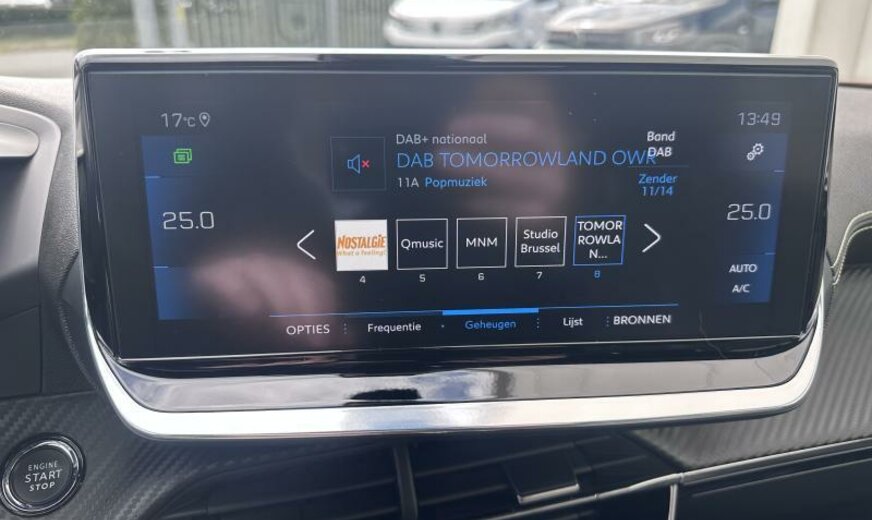 17°C
13:49
DAB+ nationaal
Band
DAB
DAB TOMORROWLAND OWR
11A Popmuziek
Zender
11/14
25.0
25.0
NOSTALGIE
What a feeling!
Qmusic
MNM
Studio
Brussel
TOMOR
ROWLA
N...
4
5
6
7
8
AUTO
A/C
OPTIES
Frequentie
Geheugen
Lijst
BRONNEN
ENGINE
START
STOP